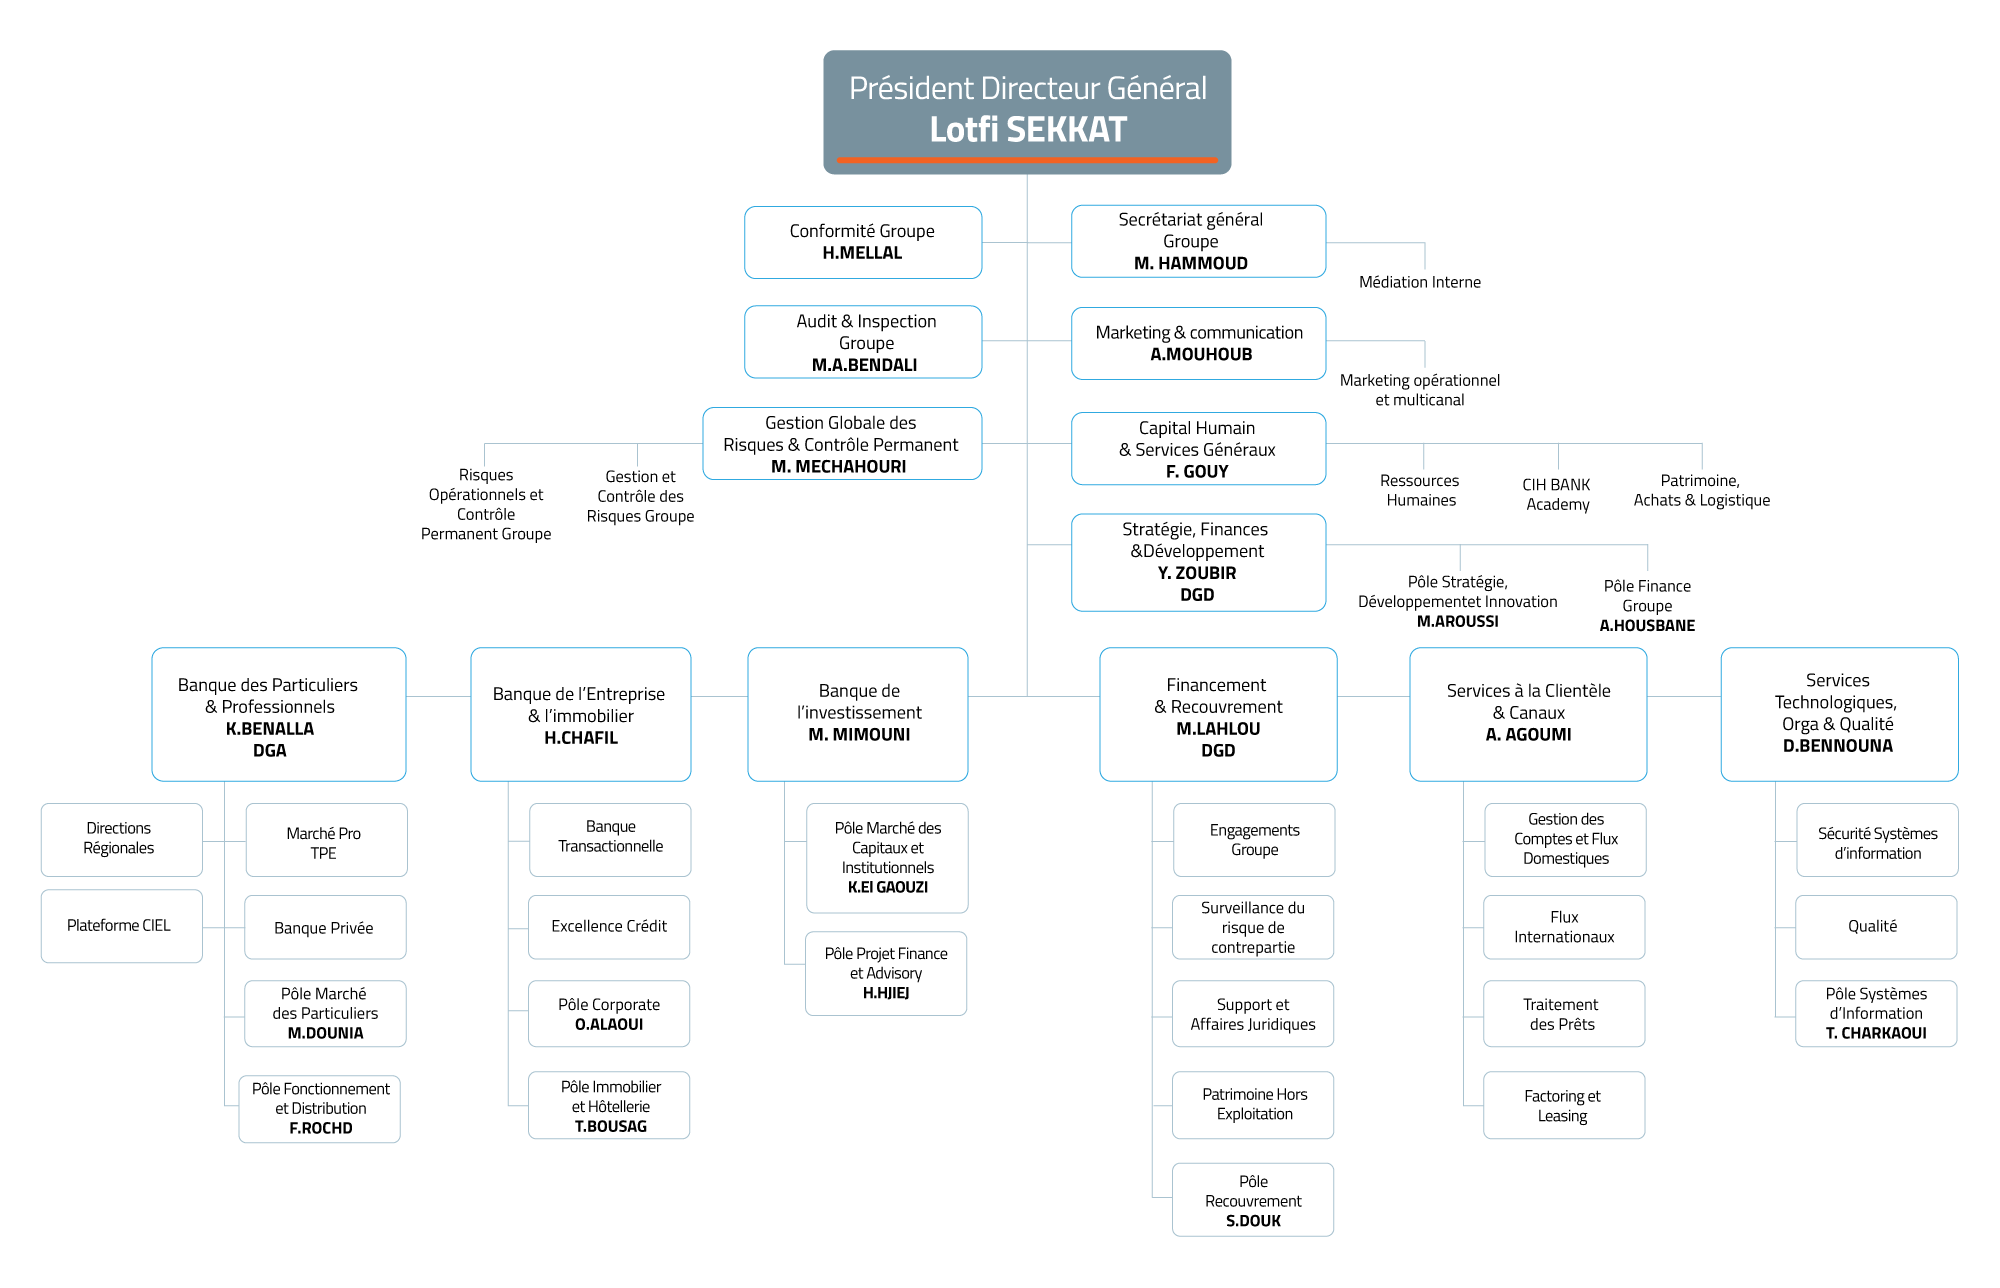 Président Directeur Général
Lotfi SEKKAT
Conformité Groupe
H.MELLAL
Secrétariat général
Groupe
M. HAMMOUD
Médiation Interne
Audit & Inspection
Groupe
M.A.BENDALI
Marketing & communication
A.MOUHOUB
Marketing opérationnel
et multicanal
Gestion Globale des
Risques & Contrôle Permanent
M. MECHAHOURI
Risques
Opérationnels et
Contrôle
Permanent Groupe
Gestion et
Contrôle des
Risques Groupe
Capital Humain
& Services Généraux
F. GOUY
Ressources
Humaines
CIH BANK
Academy
Patrimoine,
Achats & Logistique
Stratégie, Finances
&Développement
Y. ZOUBIR
DGD
Pôle Stratégie,
Développementet Innovation
M.AROUSSI
Pôle Finance
Groupe
A.HOUSBANE
Banque des Particuliers
& Professionnels
K.BENALLA
DGA
Banque de l'Entreprise
& l'immobilier
H.CHAFIL
Banque de
l'investissement
M. MIMOUNI
Financement
& Recouvrement
M.LAHLOU
DGD
Services à la Clientèle
& Canaux
A. AGOUMI
Services
Technologiques,
Orga & Qualité
D.BENNOUNA
Directions
Régionales
Marché Pro
TPE
Plateforme CIEL
Banque Privée
Pôle Marché
des Particuliers
M.DOUNIA
Pôle Fonctionnement
et Distribution
F.ROCHD
Banque
Transactionnelle
Excellence Crédit
Pôle Corporate
O.ALAOUI
Pôle Immobilier
et Hôtellerie
T.BOUSAG
Pôle Marché des
Capitaux et
Institutionnels
K.El GAOUZI
Pôle Projet Finance
et Advisory
H.HJIEJ
Engagements
Groupe
Surveillance du
risque de
contrepartie
Support et
Affaires Juridiques
Patrimoine Hors
Exploitation
Pôle
Recouvrement
S.DOUK
Gestion des
Comptes et Flux
Domestiques
Flux
Internationaux
Traitement
des Prêts
Factoring et
Leasing
Sécurité Systèmes
d'information
Qualité
Pôle Systèmes
d'Information
T. CHARKAOUI